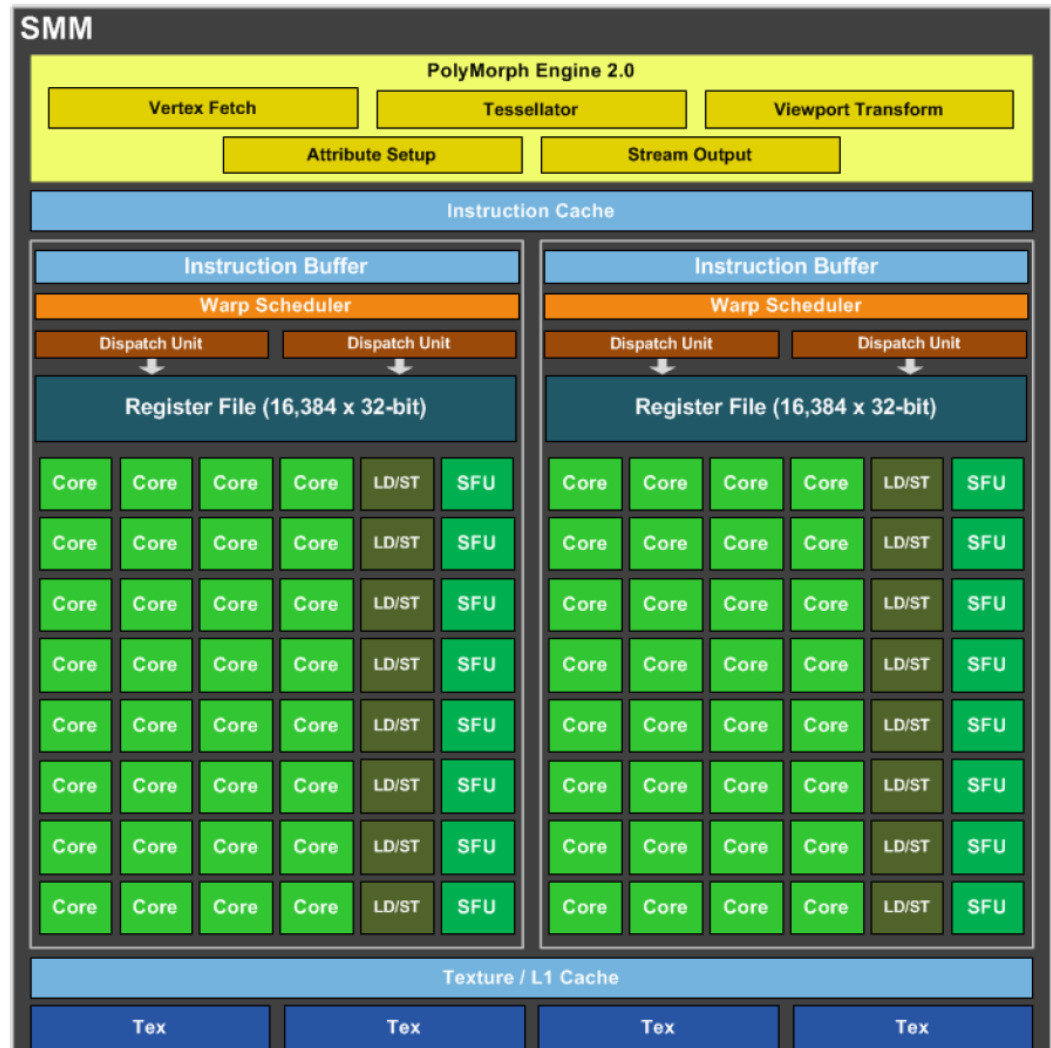 SMM
PolyMorph Engine 2.0
Vertex Fetch Tessellator Viewport Transform
Attribute Setup Stream Output
Instruction Cache
Instruction Buffer Instruction Buffer
Warp Scheduler Warp Scheduler
Dispatch Unit Dispatch Unit Dispatch Unit Dispatch Unit
Register File (16,384 x 32-bit) Register File (16,384 x 32-bit)
Core Core Core Core LD/ST SFU Core Core Core Core LD/ST SFU
Core Core Core Core LD/ST SFU Core Core Core Core LD/ST SFU
Core Core Core Core LD/ST SFU Core Core Core Core LD/ST SFU
Core Core Core Core LD/ST SFU Core Core Core Core LD/ST SFU
Core Core Core Core LD/ST SFU Core Core Core Core LD/ST SFU
Core Core Core Core LD/ST SFU Core Core Core Core LD/ST SFU
Core Core Core Core LD/ST SFU Core Core Core Core LD/ST SFU
Core Core Core Core LD/ST SFU Core Core Core Core LD/ST SFU
Texture / L1 Cache
Tex Tex Tex Tex